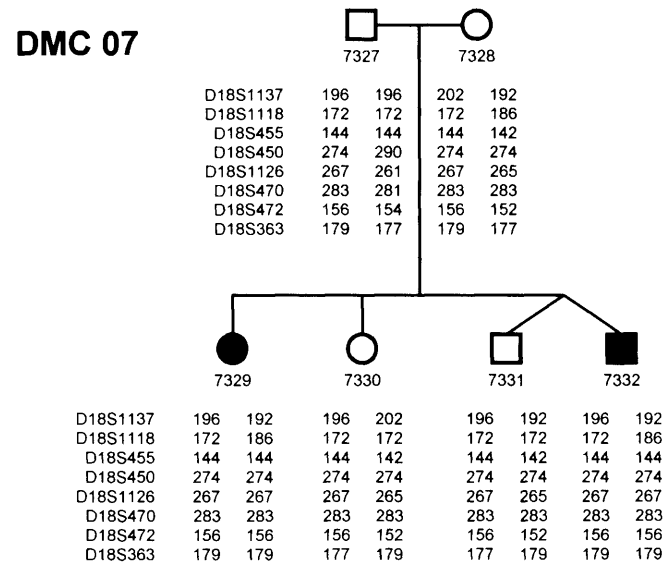 DMC 07
7327 7328
D18S1137 196 196 202 192
D18S1118 172 172 172 186
D18S455 144 144 144 142
D18S450 274 290 274 274
D18S1126 267 261 267 265
D18S470 283 281 283 283
D18S472 156 154 156 152
D18S363 179 177 179 177
7329 7330 7331 7332
D18S1137 196 192 196 202 196 192 196 192
D18S1118 172 186 172 172 172 172 172 186
D18S455 144 144 144 142 144 142 144 144
D18S450 274 274 274 274 274 274 274 274
D18S1126 267 267 267 265 267 265 267 267
D18S470 283 283 283 283 283 283 283 283
D18S472 156 156 156 152 156 152 156 156
D18S363 179 179 177 179 177 179 179 179